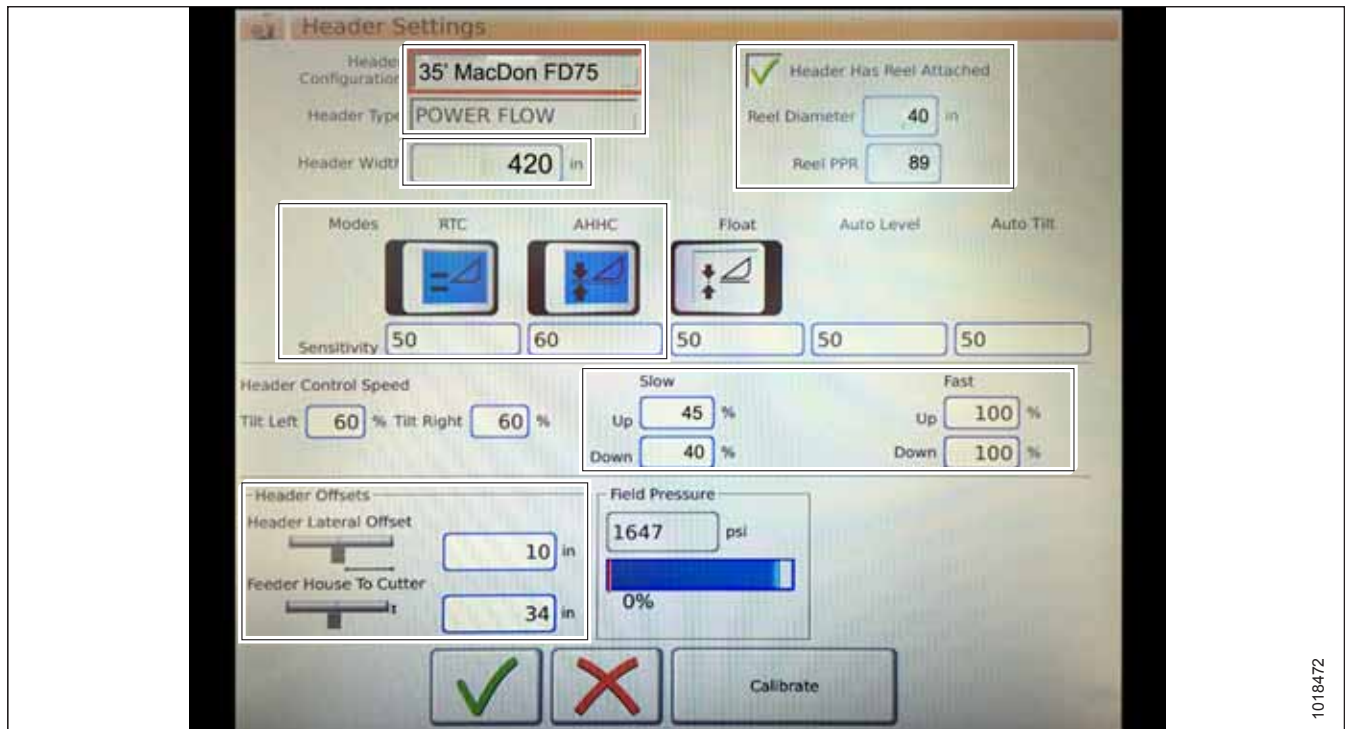 Header Settings
Header
Configuration
35' MacDon FD75
Header Has Reel Attached
Header Type
POWER FLOW
Reel Diameter 40 in
Header Width 420 in
Reel PPR 89
Modes RTC AHHC Float Auto Level Auto Tilt
Sensitivity 50 60 50 50 50
Header Control Speed
Slow Fast
Tilt Left 60 % Tilt Right 60 %
Up 45 % Up 100 %
Down 40 % Down 100 %
Header Offsets
Field Pressure
Header Lateral Offset
10 in
1647 psi
Feeder House To Cutter
34 in
0%
Calibrate
1018472